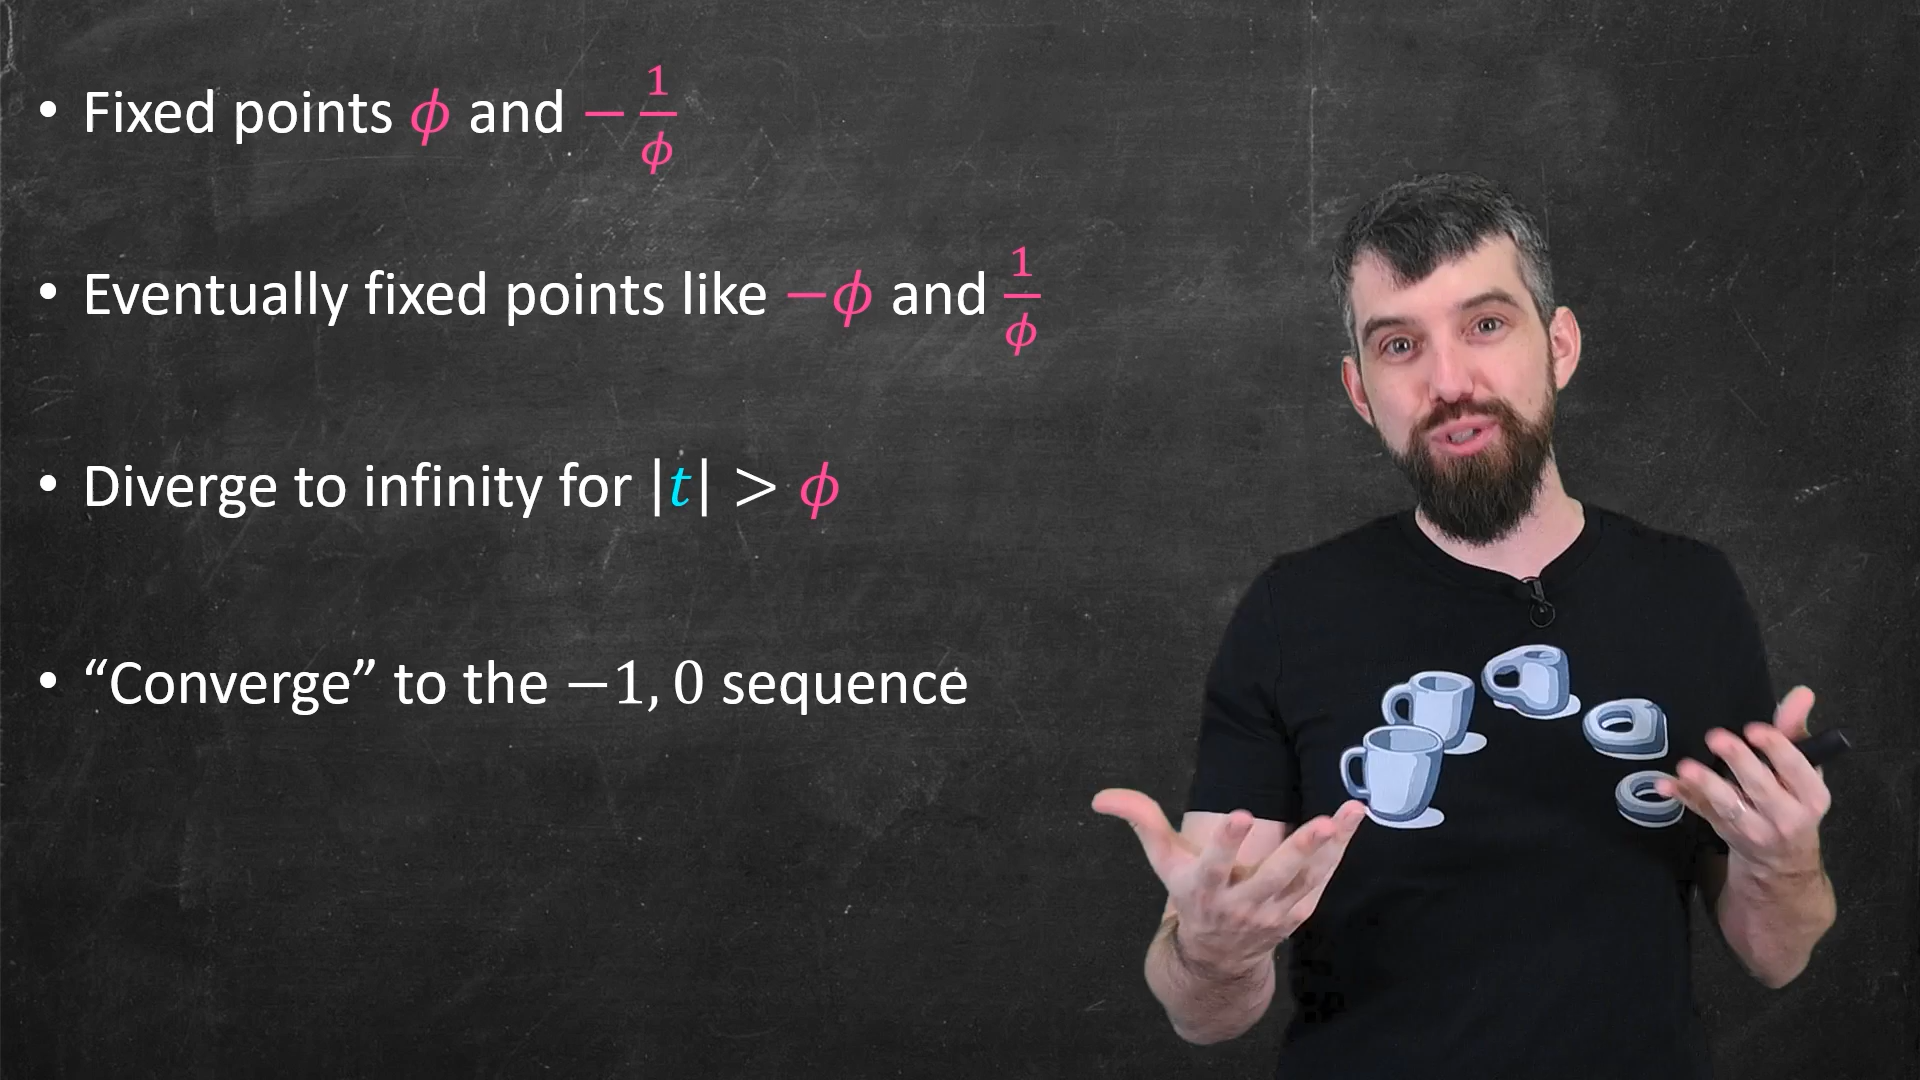 • Fixed points ϕ and −1/ϕ
• Eventually fixed points like −ϕ and 1/ϕ
• Diverge to infinity for |t| > ϕ
• “Converge” to the −1, 0 sequence